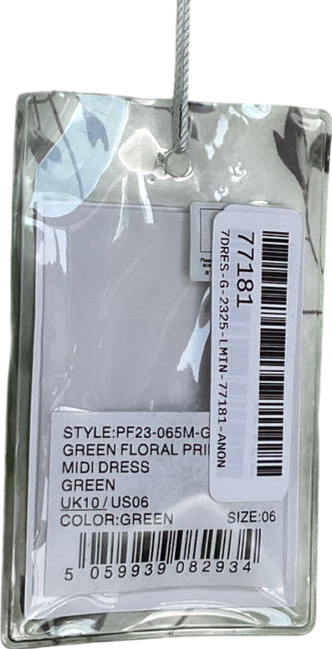 77181
7DRES-G-2325-LMIN-77181-ANON
STYLE:PF23-065M-G
GREEN FLORAL PRI
MIDI DRESS
GREEN
UK10/US06
COLOR:GREEN SIZE:06
5 059939 082934